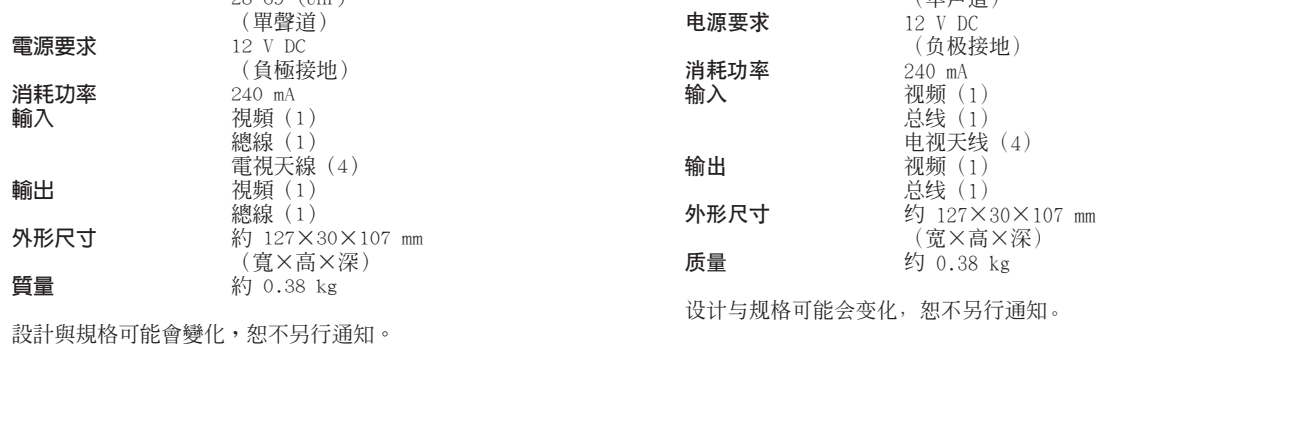 （單聲道）
電源要求 12 V DC
（負極接地）
消耗功率 240 mA
輸入 視頻（1）
總線（1）
電視天線（4）
輸出 視頻（1）
總線（1）
外形尺寸 約 127×30×107 mm
（寬×高×深）
質量 約 0.38 kg
設計與規格可能會變化，恕不另行通知。
电源要求 12 V DC
（负极接地）
消耗功率 240 mA
输入 视频（1）
总线（1）
电视天线（4）
输出 视频（1）
总线（1）
外形尺寸 约 127×30×107 mm
（宽×高×深）
质量 约 0.38 kg
设计与规格可能会变化，恕不另行通知。